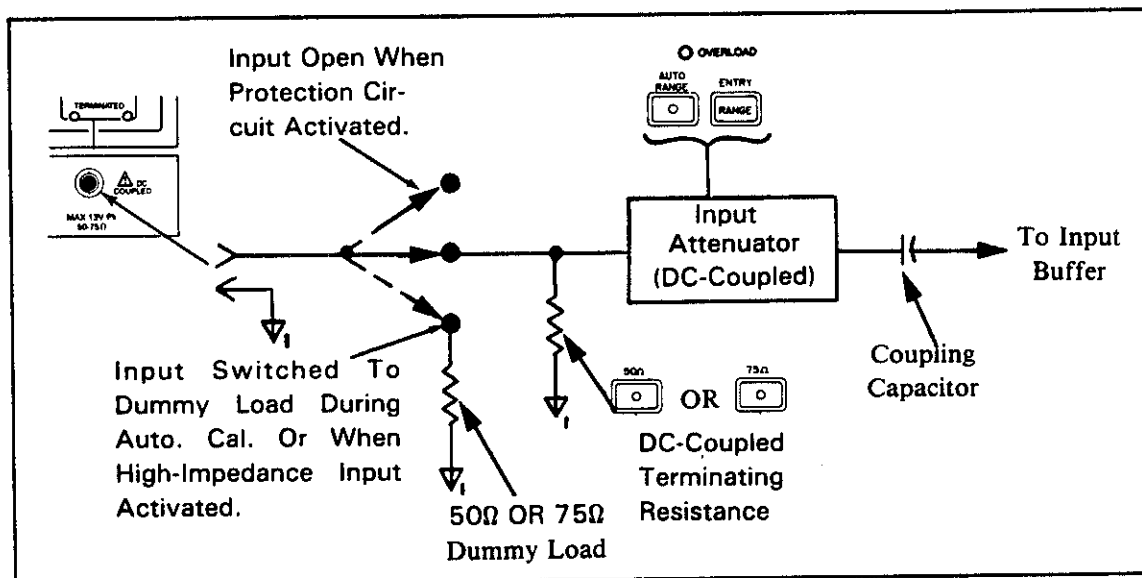 Input Open When
Protection Cir-
cuit Activated.
OVERLOAD
AUTO
RANGE
ENTRY
RANGE
TERMINATED
DC
COUPLED
MAX 12V Pk
50-75Ω
Input
Attenuator
(DC-Coupled)
To Input
Buffer
Coupling
Capacitor
Input Switched To
Dummy Load During
Auto. Cal. Or When
High-Impedance Input
Activated.
50Ω
OR
75Ω
DC-Coupled
Terminating
Resistance
50Ω OR 75Ω
Dummy Load